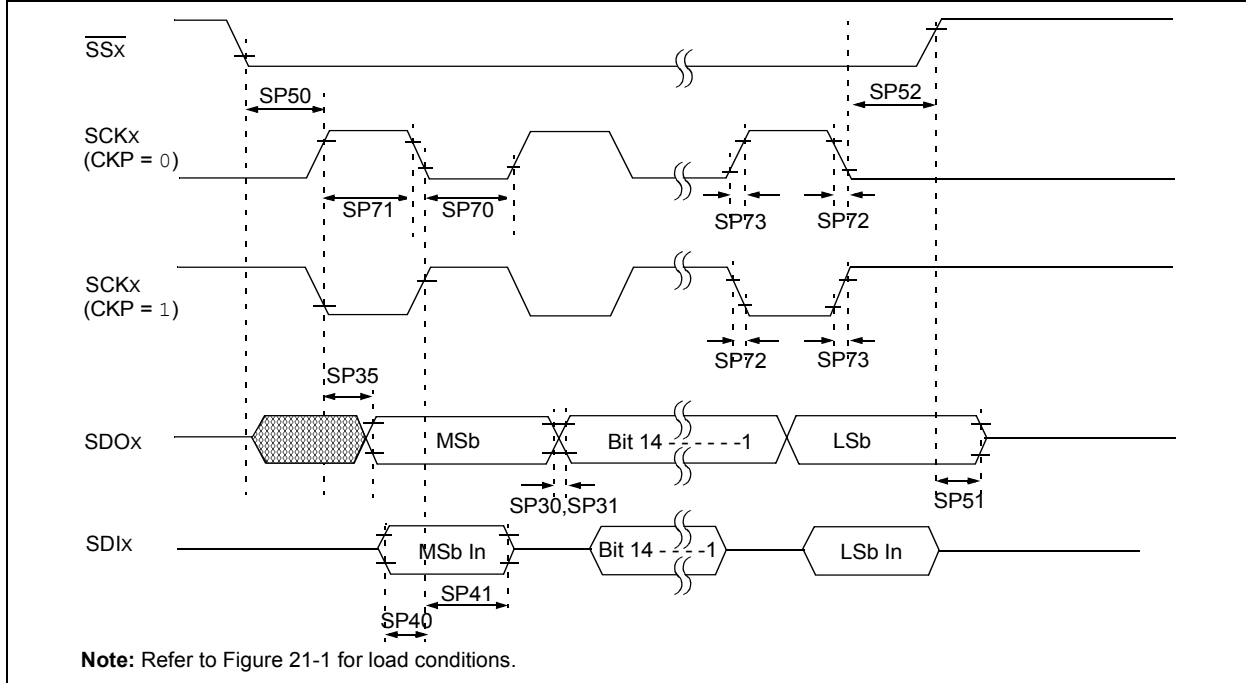 SSx
SP50
SP52
SCKx
(CKP = 0)
SP71
SP70
SP73
SP72
SCKx
(CKP = 1)
SP72
SP73
SP35
SDOx
MSb
Bit 14 - - - - - -1
LSb
SP30,SP31
SP51
SDIx
MSb In
Bit 14 - - - -1
LSb In
SP41
SP40
Note: Refer to Figure 21-1 for load conditions.